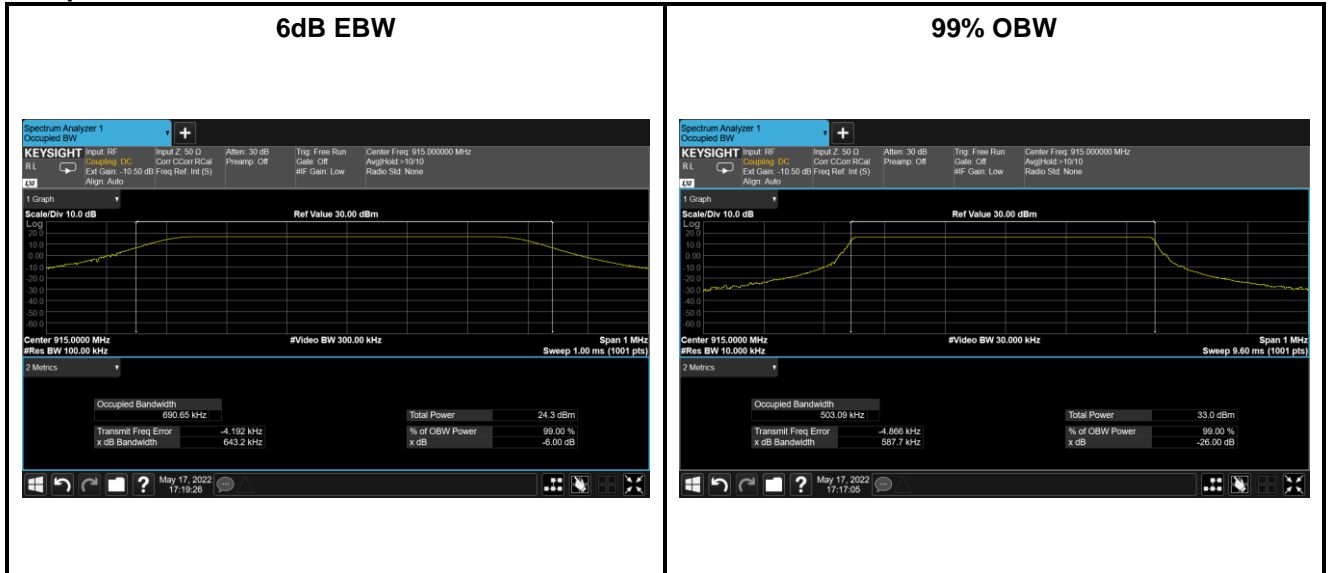 6dB EBW
Spectrum Analyzer 1
Occupied BW
KEYSIGHT
RL
LXI
Input: RF
Coupling: DC
Ext Gain: -10.50 dB
Align: Auto
Input Z: 50 Ω
Corr CCorr RCal
Freq Ref: Int (S)
Atten: 30 dB
Preamp: Off
Trig: Free Run
Gate: Off
#IF Gain: Low
Center Freq: 915.000000 MHz
Avg|Hold:>10/10
Radio Std: None
1 Graph
Scale/Div 10.0 dB
Ref Value 30.00 dBm
Log
20.0
10.0
0.00
-10.0
-20.0
-30.0
-40.0
-50.0
-60.0
Center 915.0000 MHz
#Video BW 300.00 kHz
Span 1 MHz
#Res BW 100.00 kHz
Sweep 1.00 ms (1001 pts)
2 Metrics
Occupied Bandwidth
690.65 kHz
Total Power 24.3 dBm
Transmit Freq Error -4.192 kHz
% of OBW Power 99.00 %
x dB Bandwidth 643.2 kHz
x dB -6.00 dB
?
May 17, 2022
17:19:26
99% OBW
Spectrum Analyzer 1
Occupied BW
KEYSIGHT
RL
LXI
Input: RF
Coupling: DC
Ext Gain: -10.50 dB
Align: Auto
Input Z: 50 Ω
Corr CCorr RCal
Freq Ref: Int (S)
Atten: 30 dB
Preamp: Off
Trig: Free Run
Gate: Off
#IF Gain: Low
Center Freq: 915.000000 MHz
Avg|Hold:>10/10
Radio Std: None
1 Graph
Scale/Div 10.0 dB
Ref Value 30.00 dBm
Log
20.0
10.0
0.00
-10.0
-20.0
-30.0
-40.0
-50.0
-60.0
Center 915.0000 MHz
#Video BW 30.000 kHz
Span 1 MHz
#Res BW 10.000 kHz
Sweep 9.60 ms (1001 pts)
2 Metrics
Occupied Bandwidth
503.09 kHz
Total Power 33.0 dBm
Transmit Freq Error -4.866 kHz
% of OBW Power 99.00 %
x dB Bandwidth 587.7 kHz
x dB -26.00 dB
?
May 17, 2022
17:17:05